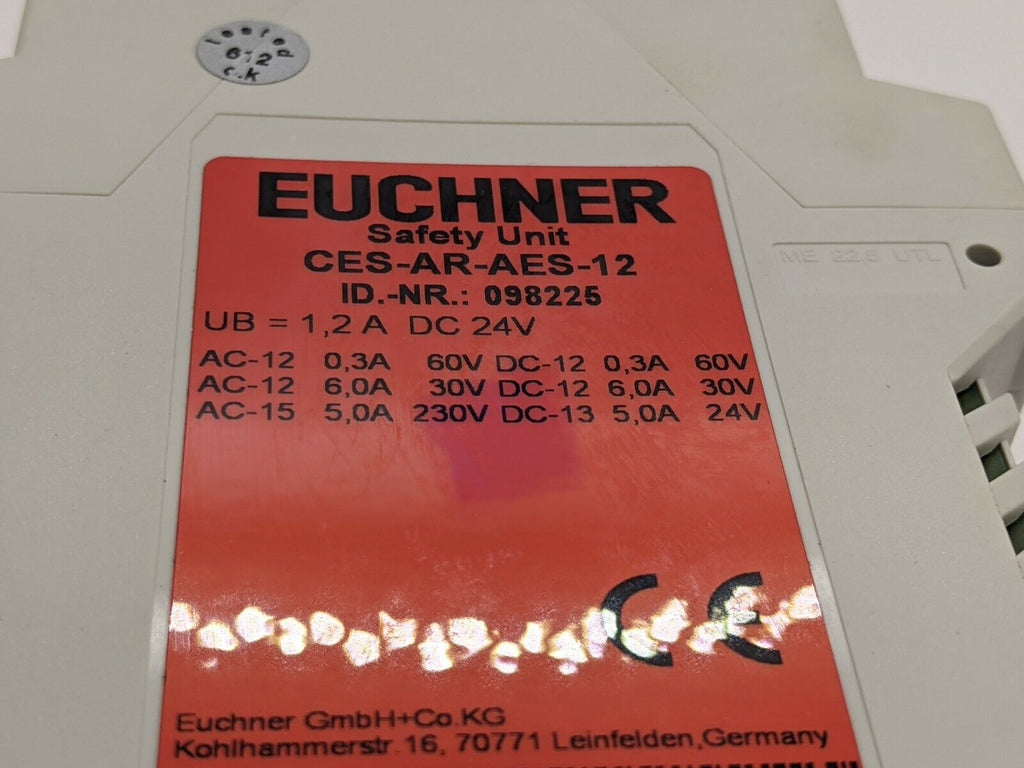 tested
612
o.k
EUCHNER
Safety Unit
CES-AR-AES-12
ID.-NR.: 098225
UB = 1,2 A DC 24V
AC-12 0,3A 60V DC-12 0,3A 60V
AC-12 6,0A 30V DC-12 6,0A 30V
AC-15 5,0A 230V DC-13 5,0A 24V
ME 22,5 UTL
CE
Euchner GmbH+Co.KG
Kohlhammerstr.16, 70771 Leinfelden,Germany